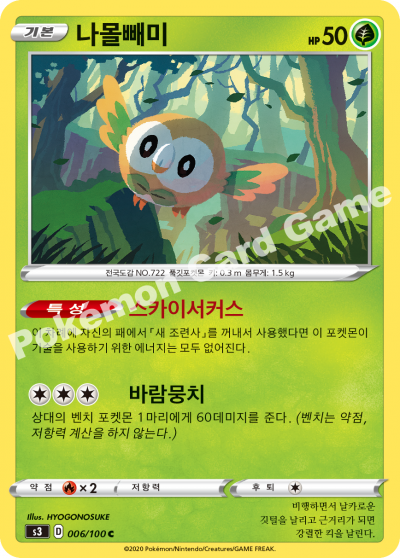 기본 나몰빼미 HP 50
전국도감 NO.722 풀깃포켓몬 키: 0.3 m 몸무게: 1.5 kg
특성 스카이서커스
이 차례에 자신의 패에서 「새 조련사」를 꺼내서 사용했다면 이 포켓몬이
기술을 사용하기 위한 에너지는 모두 없어진다.
바람뭉치
상대의 벤치 포켓몬 1마리에게 60데미지를 준다. (벤치는 약점,
저항력 계산을 하지 않는다.)
약점 ×2 저항력 후퇴
Illus. HYOGONOSUKE
s3 D 006/100 C
비행하면서 날카로운
깃털을 날리고 근거리가 되면
강렬한 킥을 날린다.
©2020 Pokémon/Nintendo/Creatures/GAME FREAK.
Pokémon Card Game